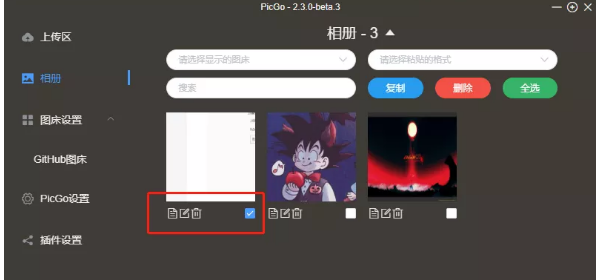 PicGo - 2.3.0-beta.3
上传区
相册
图床设置
GitHub图床
PicGo设置
插件设置
相册 - 3
请选择显示的图床
请选择粘贴的格式
搜索
复制
删除
全选